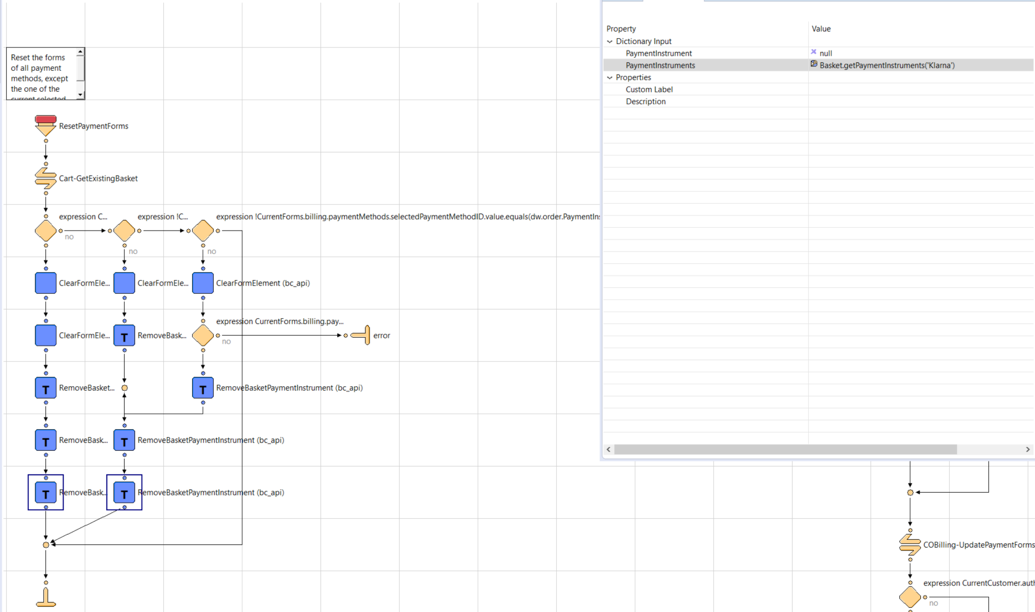 Reset the forms
of all payment
methods, except
the one of the
current selected
ResetPaymentForms
Cart-GetExistingBasket
expression C...
expression !C...
expression !CurrentForms.billing.paymentMethods.selectedPaymentMethodID.value.equals(dw.order.PaymentIns
no
no
no
ClearFormEle...
ClearFormEle...
ClearFormElement (bc_api)
expression CurrentForms.billing.pay...
ClearFormEle...
T
RemoveBask...
no
error
T
RemoveBasket...
T
RemoveBasketPaymentInstrument (bc_api)
T
RemoveBask...
T
RemoveBasketPaymentInstrument (bc_api)
T
RemoveBask...
T
RemoveBasketPaymentInstrument (bc_api)
Property
Value
Dictionary Input
PaymentInstrument
null
PaymentInstruments
Basket.getPaymentInstruments('Klarna')
Properties
Custom Label
Description
COBilling-UpdatePaymentForms
expression CurrentCustomer.auth
no